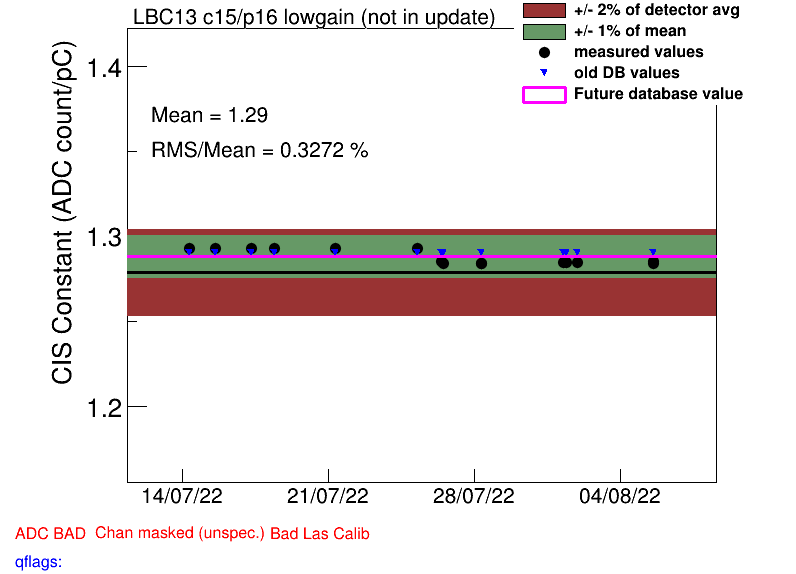 LBC13 c15/p16 lowgain (not in update)
+/- 2% of detector avg
+/- 1% of mean
measured values
old DB values
Future database value
Mean = 1.29
RMS/Mean = 0.3272 %
CIS Constant (ADC count/pC)
1.4
1.3
1.2
14/07/22 21/07/22 28/07/22 04/08/22
ADC BAD Chan masked (unspec.) Bad Las Calib
qflags: